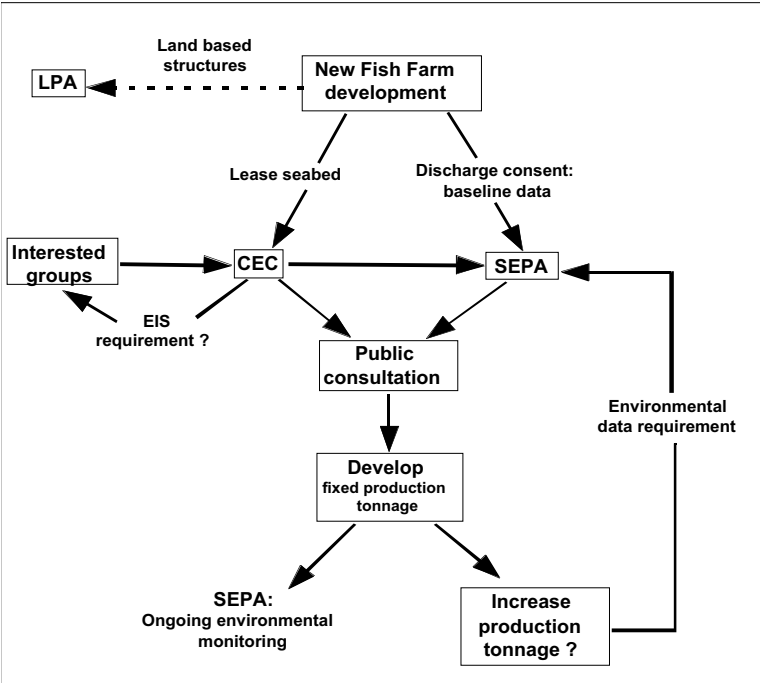 Land based
structures
LPA
New Fish Farm
development
Lease seabed
Discharge consent:
baseline data
Interested
groups
CEC
SEPA
EIS
requirement ?
Public
consultation
Environmental
data requirement
Develop
fixed production
tonnage
SEPA:
Ongoing environmental
monitoring
Increase
production
tonnage ?